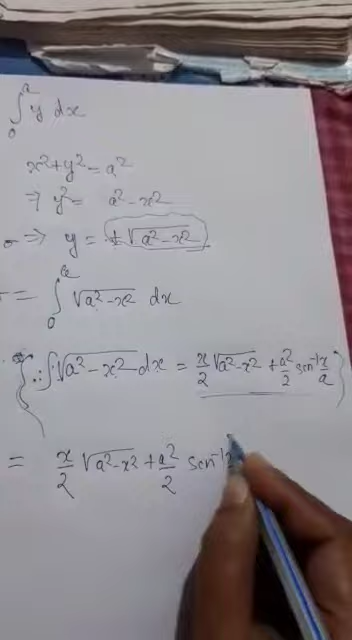 ∫₀ᵃ y dx
x² + y² = a²
⇒ y² = a² - x²
⇒ y = ±√(a² - x²)
= ∫₀ᵃ √(a² - x²) dx
{∵ ∫√(a² - x²) dx = x/2 √(a² - x²) + a²/2 sin⁻¹ x/a}
= x/2 √(a² - x²) + a²/2 sin⁻¹